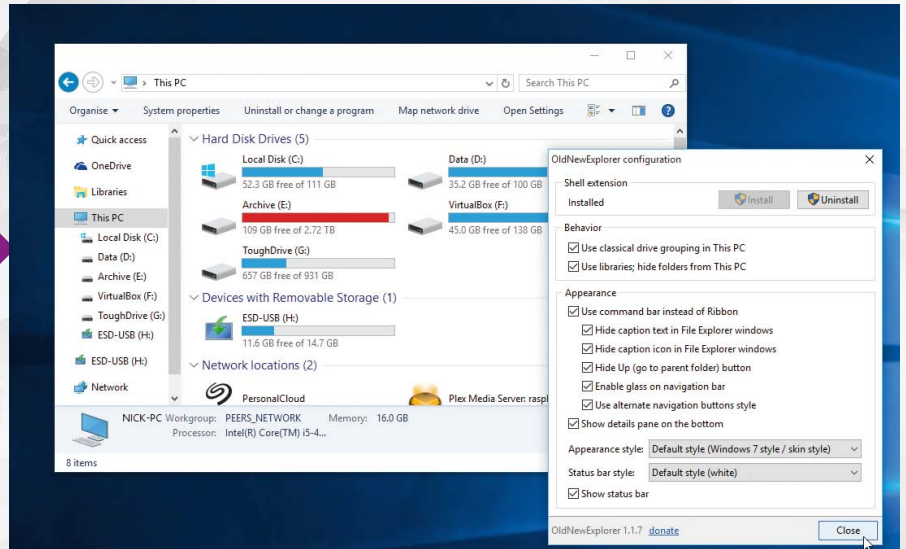 This PC
Search This PC
Organise
System properties
Uninstall or change a program
Map network drive
Open Settings
Quick access
OneDrive
Libraries
This PC
Local Disk (C:)
Data (D:)
Archive (E:)
VirtualBox (F:)
ToughDrive (G:)
ESD-USB (H:)
ESD-USB (H:)
Network
Hard Disk Drives (5)
Local Disk (C:)
52.3 GB free of 111 GB
Data (D:)
35.2 GB free of 100 GB
Archive (E:)
109 GB free of 2.72 TB
VirtualBox (F:)
45.0 GB free of 138 GB
ToughDrive (G:)
657 GB free of 931 GB
Devices with Removable Storage (1)
ESD-USB (H:)
11.6 GB free of 14.7 GB
Network locations (2)
PersonalCloud
Plex Media Server: raspl
NICK-PC Workgroup: PEERS_NETWORK Memory: 16.0 GB
Processor: Intel(R) Core(TM) i5-4...
8 items
OldNewExplorer configuration
Shell extension
Installed
Install
Uninstall
Behavior
Use classical drive grouping in This PC
Use libraries; hide folders from This PC
Appearance
Use command bar instead of Ribbon
Hide caption text in File Explorer windows
Hide caption icon in File Explorer windows
Hide Up (go to parent folder) button
Enable glass on navigation bar
Use alternate navigation buttons style
Show details pane on the bottom
Appearance style: Default style (Windows 7 style / skin style)
Status bar style: Default style (white)
Show status bar
OldNewExplorer 1.1.7 donate
Close